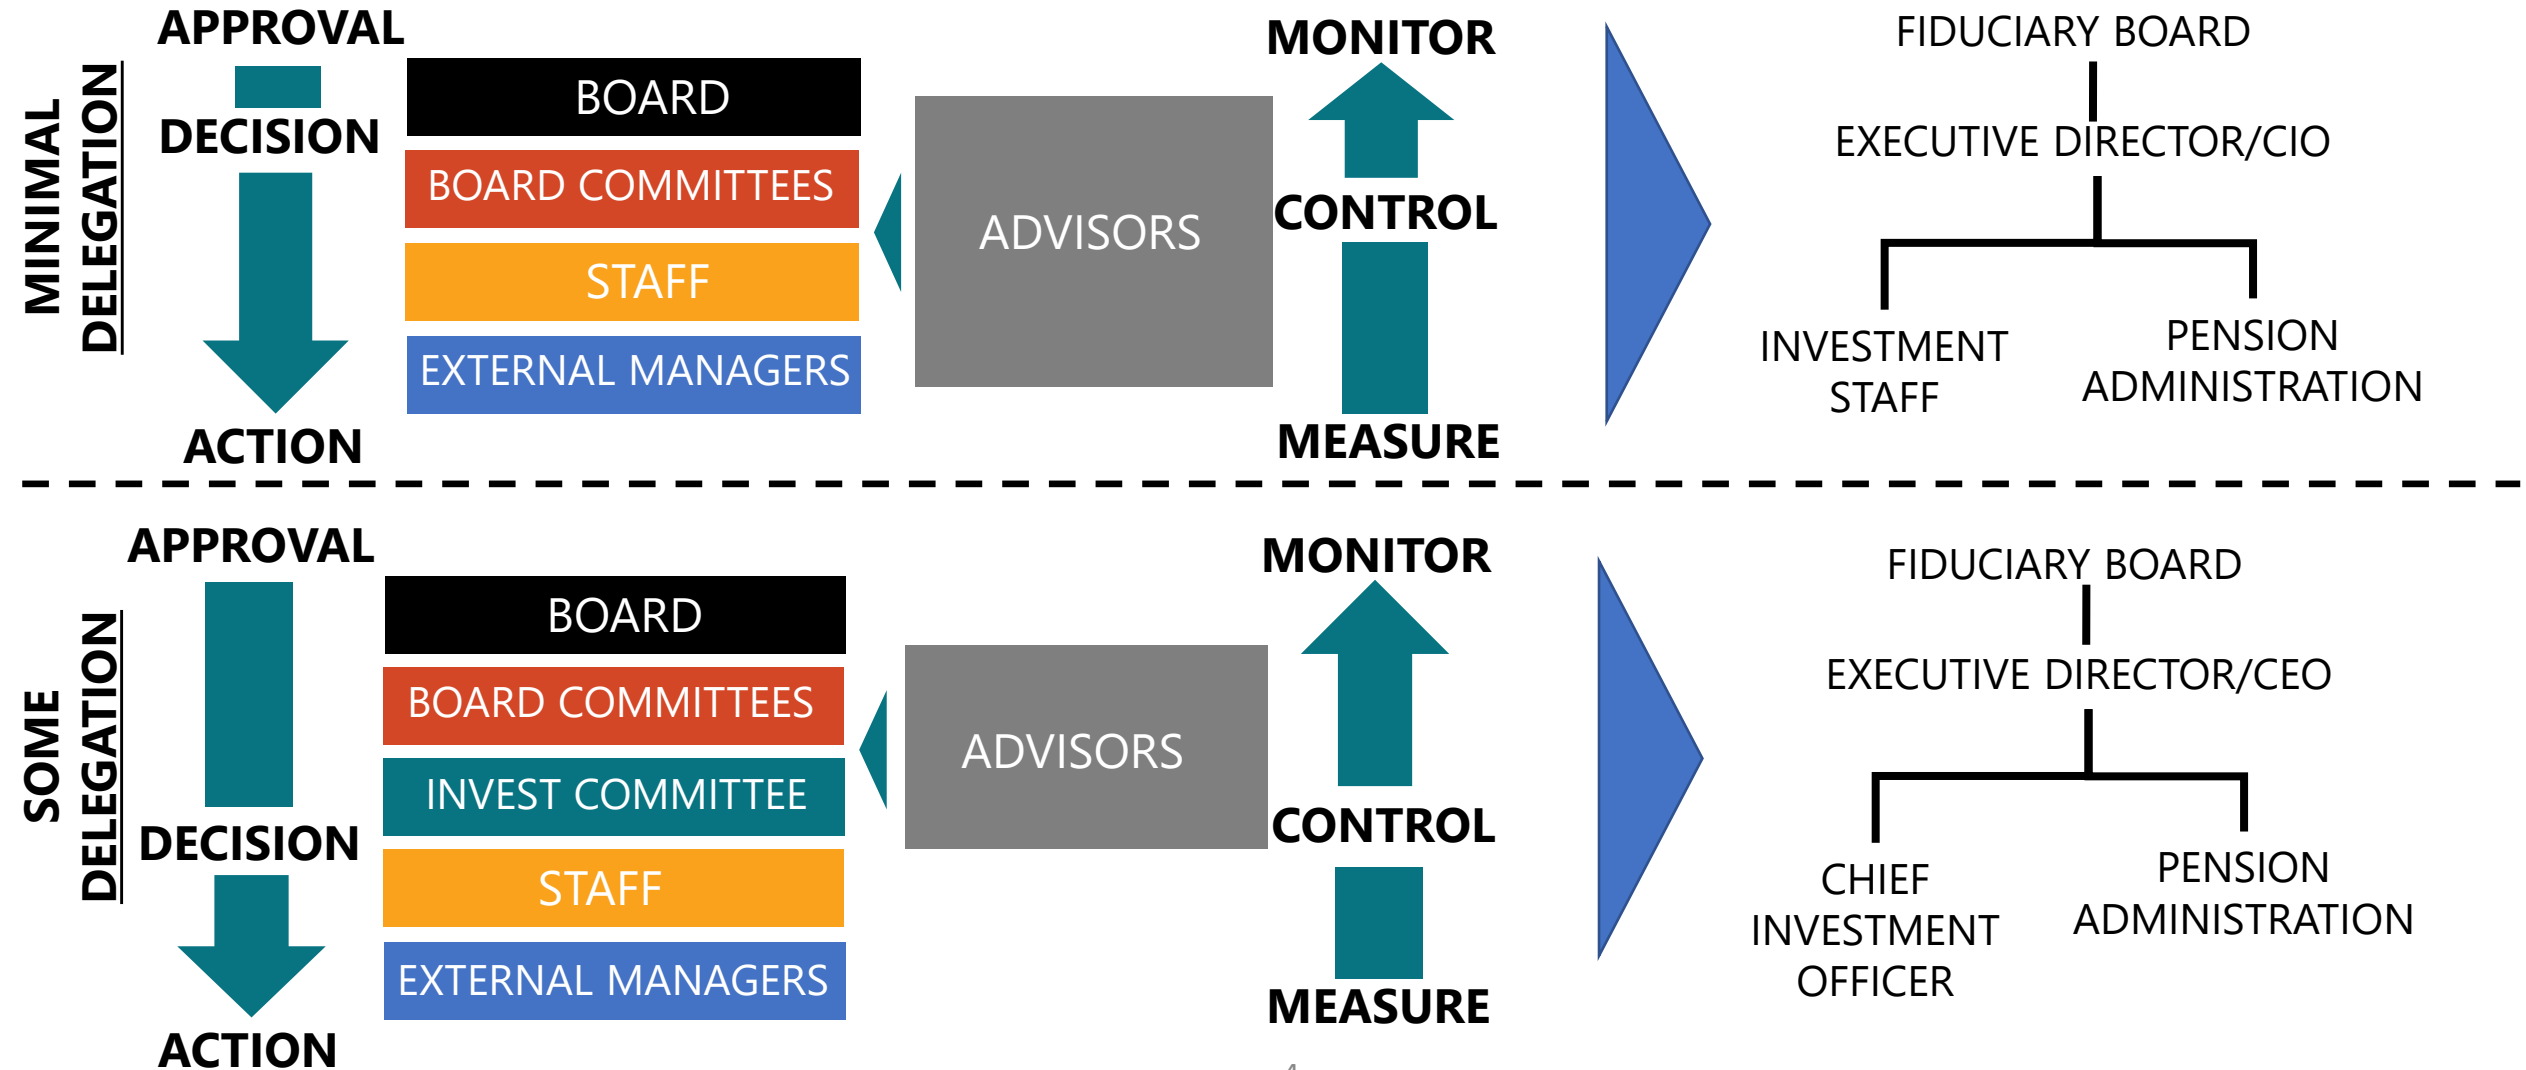 MINIMAL
DELEGATION
APPROVAL
DECISION
ACTION
BOARD
BOARD COMMITTEES
STAFF
EXTERNAL MANAGERS
ADVISORS
MONITOR
CONTROL
MEASURE
FIDUCIARY BOARD
EXECUTIVE DIRECTOR/CIO
INVESTMENT
STAFF
PENSION
ADMINISTRATION
SOME
DELEGATION
APPROVAL
DECISION
ACTION
BOARD
BOARD COMMITTEES
INVEST COMMITTEE
STAFF
EXTERNAL MANAGERS
ADVISORS
MONITOR
CONTROL
MEASURE
FIDUCIARY BOARD
EXECUTIVE DIRECTOR/CEO
CHIEF
INVESTMENT
OFFICER
PENSION
ADMINISTRATION